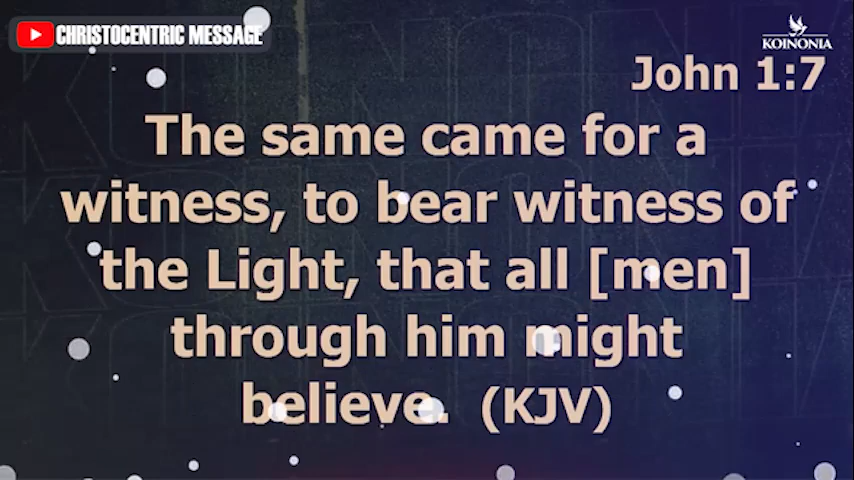 CHRISTOCENTRIC MESSAGE
KOINONIA
John 1:7
The same came for a
witness, to bear witness of
the Light, that all [men]
through him might
believe. (KJV)